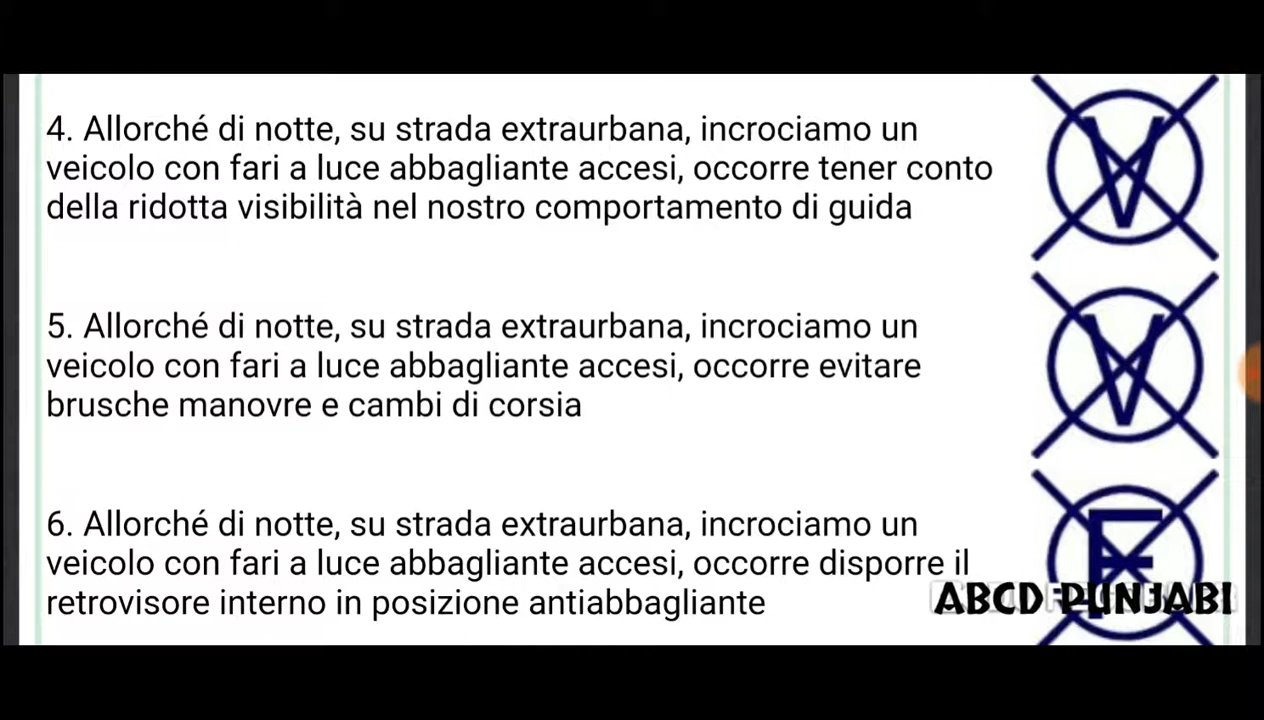 4. Allorché di notte, su strada extraurbana, incrociamo un
veicolo con fari a luce abbagliante accesi, occorre tener conto
della ridotta visibilità nel nostro comportamento di guida
V
5. Allorché di notte, su strada extraurbana, incrociamo un
veicolo con fari a luce abbagliante accesi, occorre evitare
brusche manovre e cambi di corsia
V
6. Allorché di notte, su strada extraurbana, incrociamo un
veicolo con fari a luce abbagliante accesi, occorre disporre il
retrovisore interno in posizione antiabbagliante
F
ABCD PUNJABI